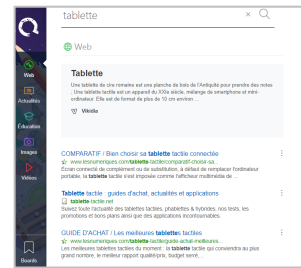 tablette
Web
Tablette
Une tablette de cire romaine est une planche de bois de l'Antiquité pour prendre des notes
. Une tablette tactile est un appareil du XXIe siècle, mélange de smartphone et mini-
ordinateur. Elle est de format de plus de 10 cm environ ...
Vikidia
Web
Actualités
Éducation
Images
Vidéos
Boards
COMPARATIF / Bien choisir sa tablette tactile connectée
www.lesnumeriques.com/tablette-tactile/comparatif-choisir-sa...
Écran connecté de complément ou de substitution, à défaut de remplacer l'ordinateur
portable, la tablette s'est imposée comme l'afficheur multimédia de ...
Tablette tactile : guides d'achat, actualités et applications
tablette-tactile.net
Suivez toute l'actualité des tablettes tactiles, phablettes & hybrides, nos tests, les
promotions et bons plans ainsi que des applications incontournables.
GUIDE D'ACHAT / Les meilleures tablettes tactiles
www.lesnumeriques.com/tablette-tactile/guide-achat-meilleures...
Les meilleures tablettes tactiles du moment : la tablette tactile qui conviendra au plus
grand nombre, le meilleur rapport qualité/prix, budget serré,...